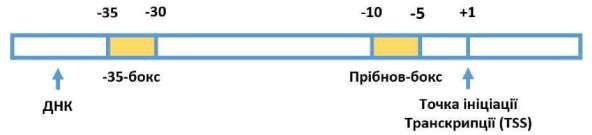 -35 -30 -10 -5 +1
-35-бокс Прібнов-бокс
ДНК Точка ініціації
Транскрипції (TSS)